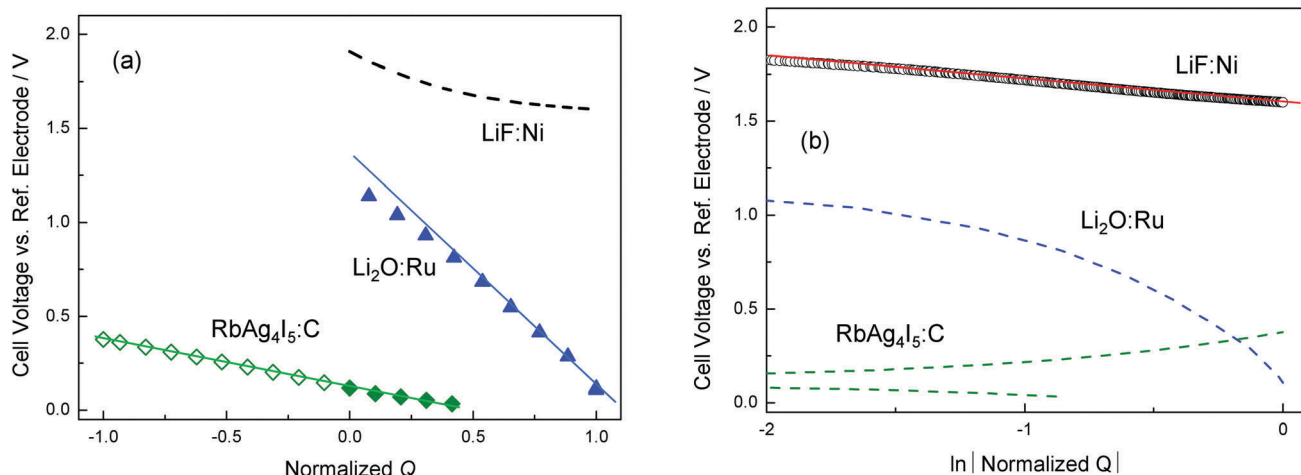 (a)
Cell Voltage vs. Ref. Electrode / V
2.0
1.5
1.0
0.5
0.0
LiF:Ni
Li₂O:Ru
RbAg₄I₅:C
-1.0 -0.5 0.0 0.5 1.0
Normalized Q
(b)
Cell Voltage vs. Ref. Electrode / V
2.0
1.5
1.0
0.5
0.0
LiF:Ni
Li₂O:Ru
RbAg₄I₅:C
-2 -1 0
ln | Normalized Q |